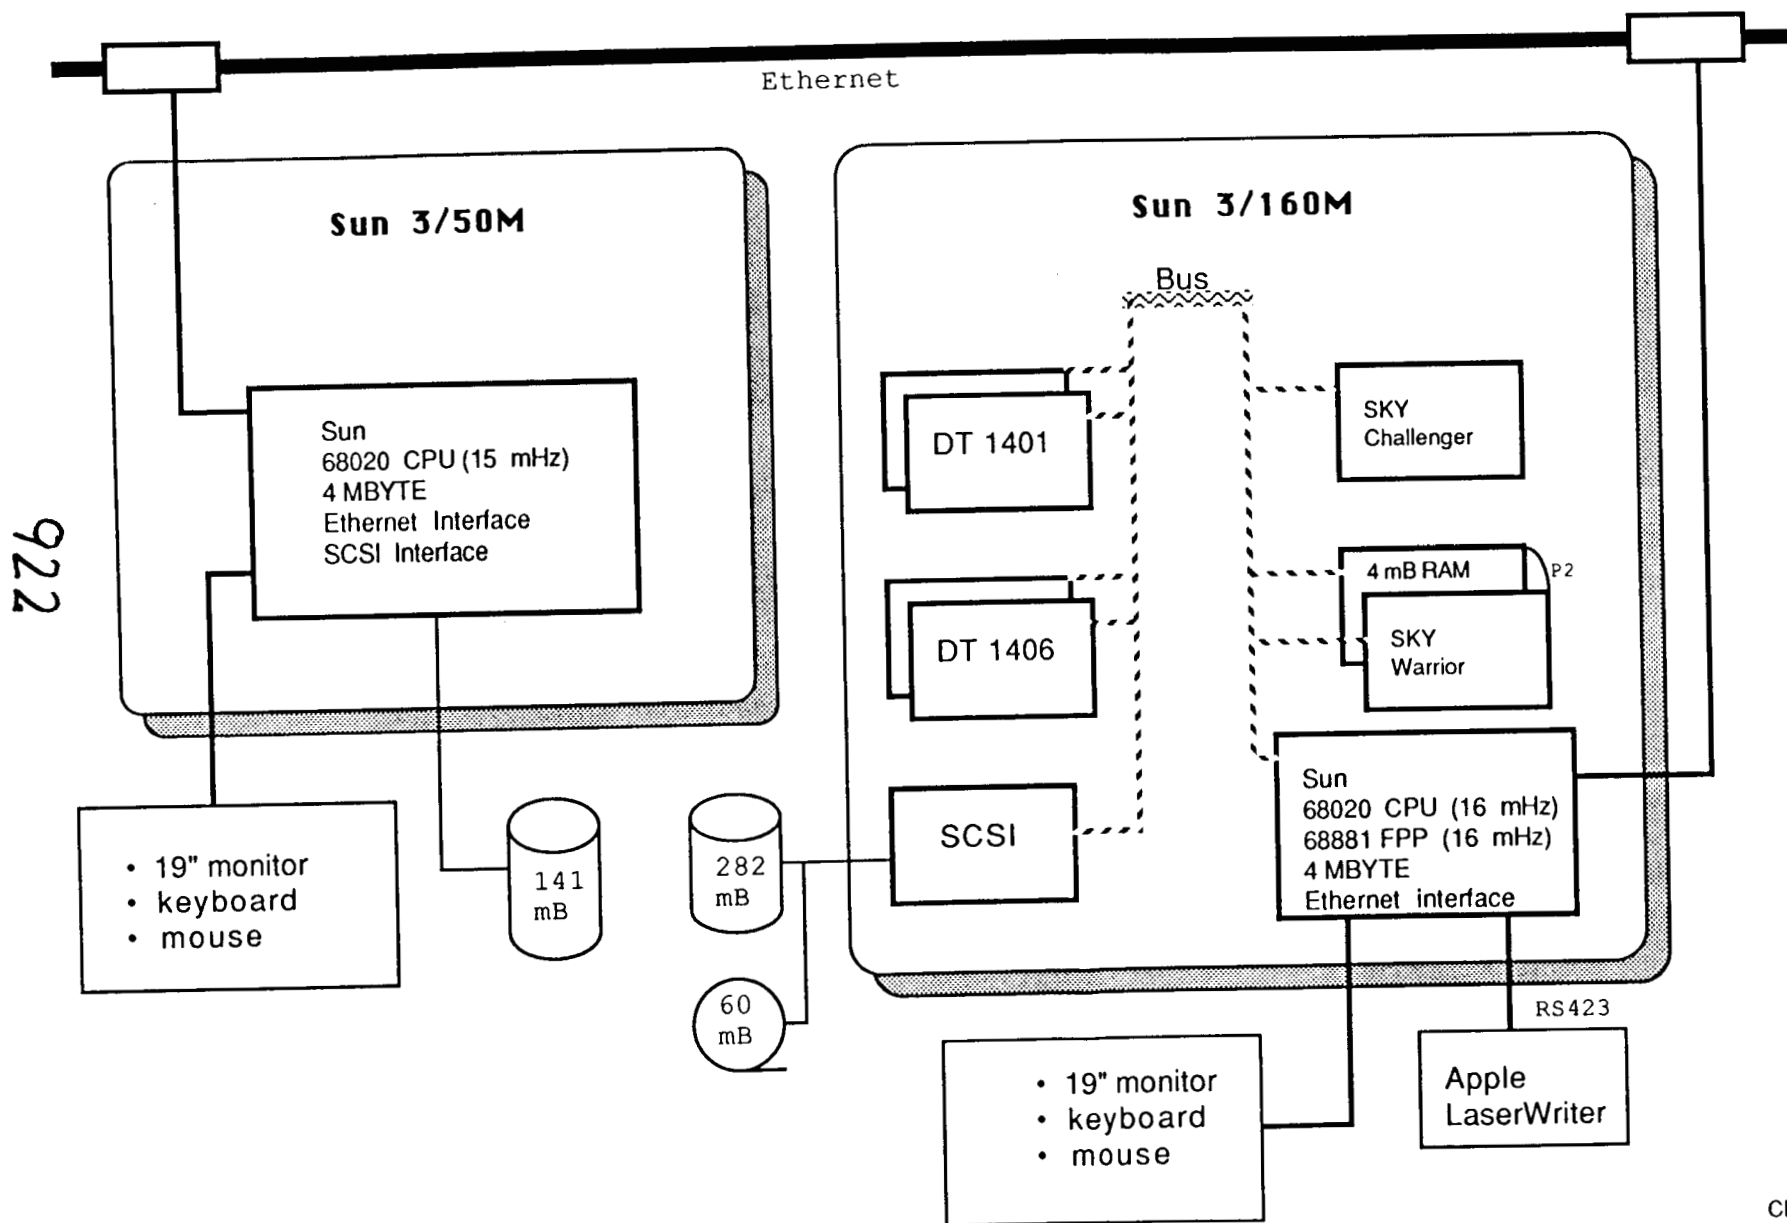 Ethernet
Sun 3/50M
Sun
68020 CPU (15 mHz)
4 MBYTE
Ethernet Interface
SCSI Interface
922
• 19" monitor
• keyboard
• mouse
141
mB
282
mB
60
mB
Sun 3/160M
Bus
DT 1401
DT 1406
SCSI
SKY
Challenger
4 mB RAM
P2
SKY
Warrior
Sun
68020 CPU (16 mHz)
68881 FPP (16 mHz)
4 MBYTE
Ethernet interface
RS423
• 19" monitor
• keyboard
• mouse
Apple
LaserWriter